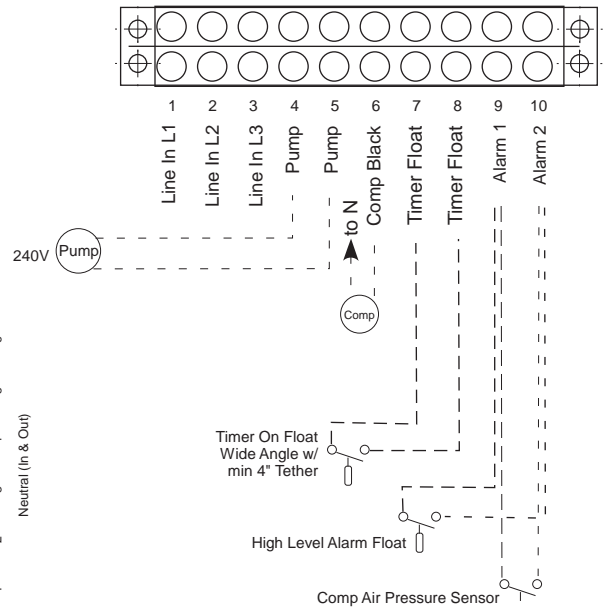 1 2 3 4 5 6 7 8 9 10
Line In L1
Line In L2
Line In L3
Pump
Pump
Comp Black
Timer Float
Timer Float
Alarm 1
Alarm 2
to N
240V
Pump
Comp
Neutral (In & Out)
Timer On Float
Wide Angle w/
min 4" Tether
High Level Alarm Float
Comp Air Pressure Sensor